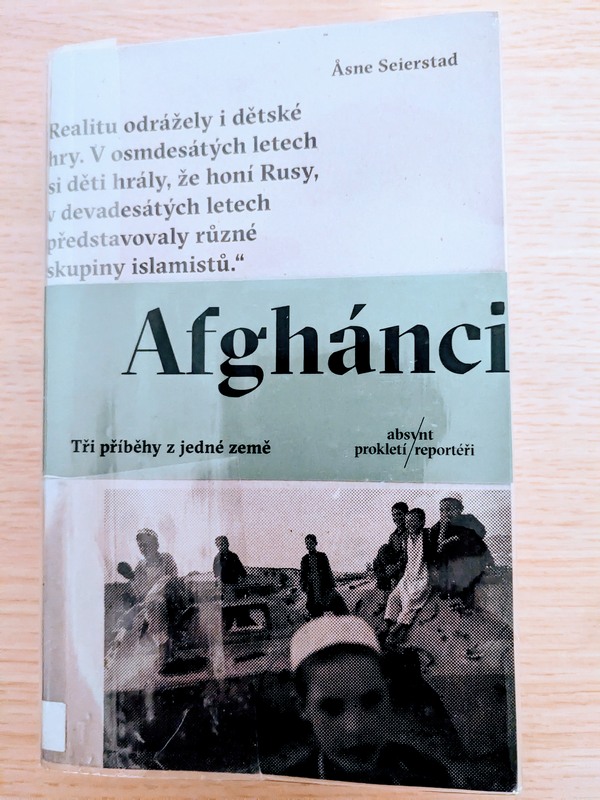 Åsne Seierstad
Realitu odrážely i dětské
hry. V osmdesátých letech
si děti hrály, že honí Rusy,
v devadesátých letech
představovaly různé
skupiny islamistů.“
Afghánci
Tři příběhy z jedné země
absynt
prokletí/reportéři